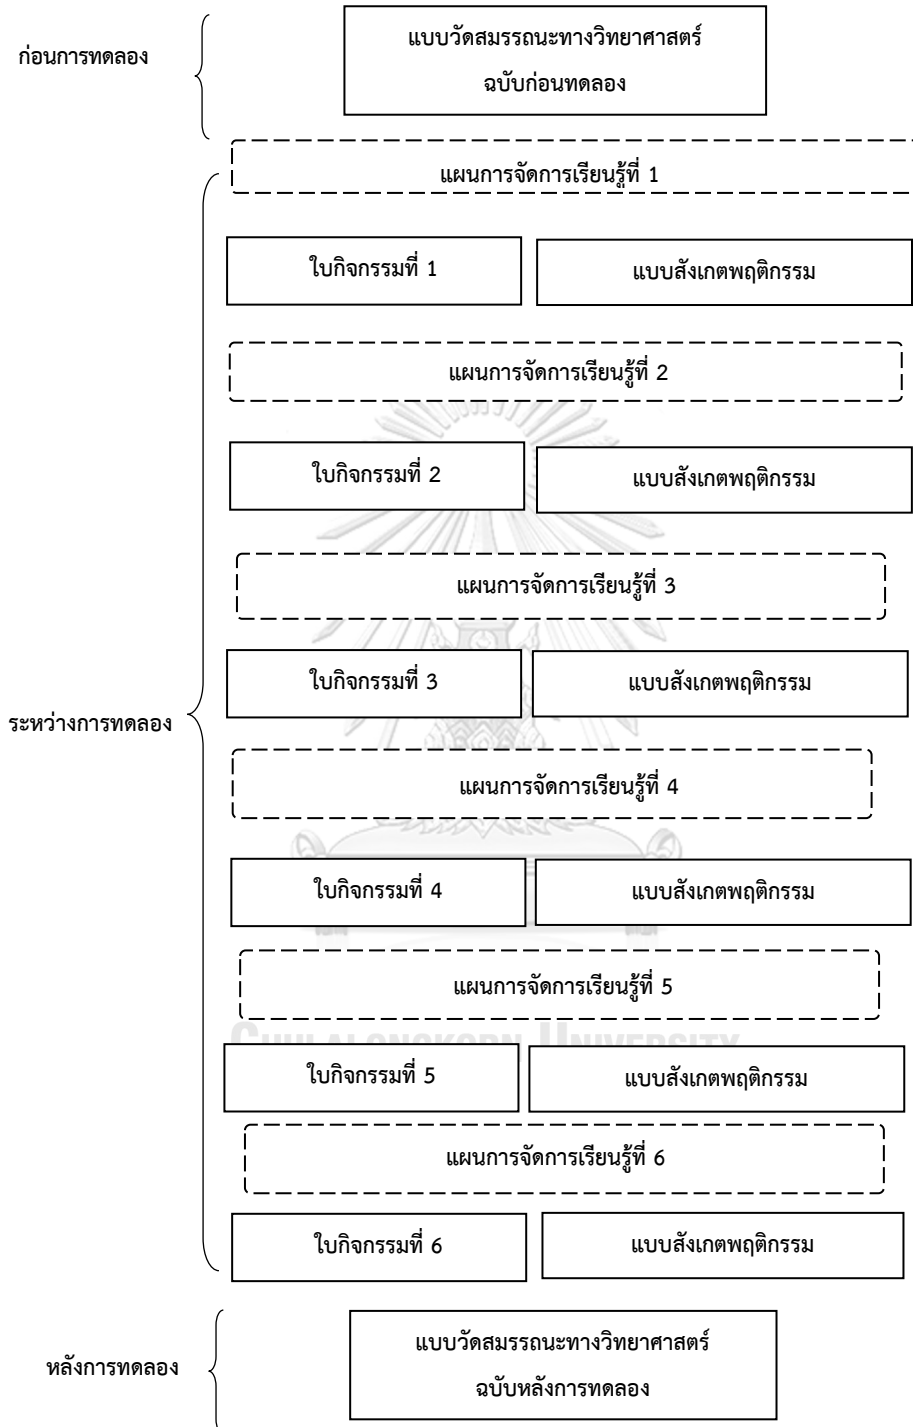 ก่อนการทดลอง
แบบวัดสมรรถนะทางวิทยาศาสตร์
ฉบับก่อนทดลอง
แผนการจัดการเรียนรู้ที่ 1
ใบกิจกรรมที่ 1
แบบสังเกตพฤติกรรม
แผนการจัดการเรียนรู้ที่ 2
ใบกิจกรรมที่ 2
แบบสังเกตพฤติกรรม
แผนการจัดการเรียนรู้ที่ 3
ใบกิจกรรมที่ 3
แบบสังเกตพฤติกรรม
ระหว่างการทดลอง
แผนการจัดการเรียนรู้ที่ 4
ใบกิจกรรมที่ 4
แบบสังเกตพฤติกรรม
แผนการจัดการเรียนรู้ที่ 5
CHULALONGKORN UNIVERSITY
ใบกิจกรรมที่ 5
แบบสังเกตพฤติกรรม
แผนการจัดการเรียนรู้ที่ 6
ใบกิจกรรมที่ 6
แบบสังเกตพฤติกรรม
หลังการทดลอง
แบบวัดสมรรถนะทางวิทยาศาสตร์
ฉบับหลังการทดลอง